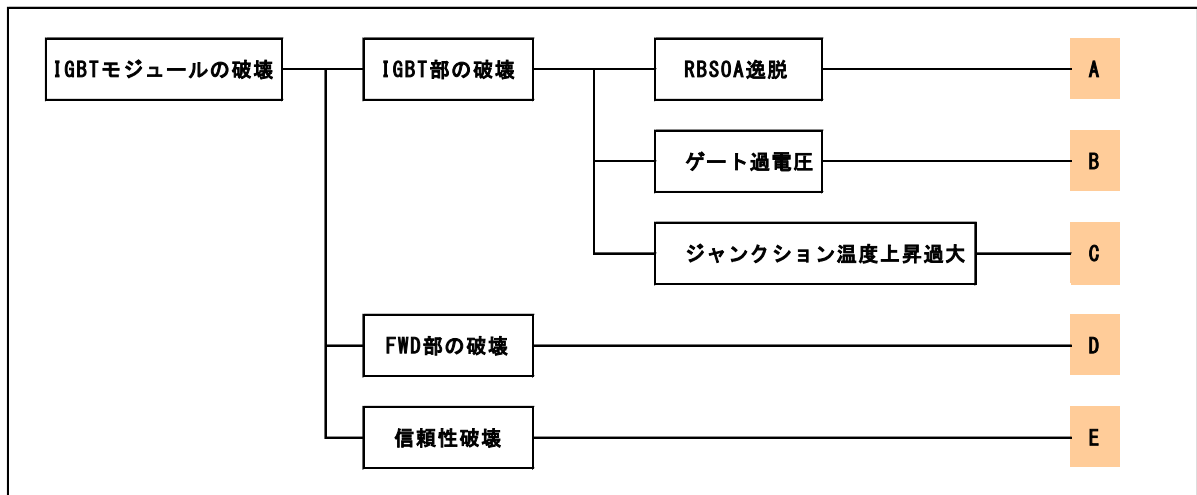 IGBTモジュールの破壊
IGBT部の破壊
RBSOA逸脱
A
ゲート過電圧
B
ジャンクション温度上昇過大
C
FWD部の破壊
D
信頼性破壊
E